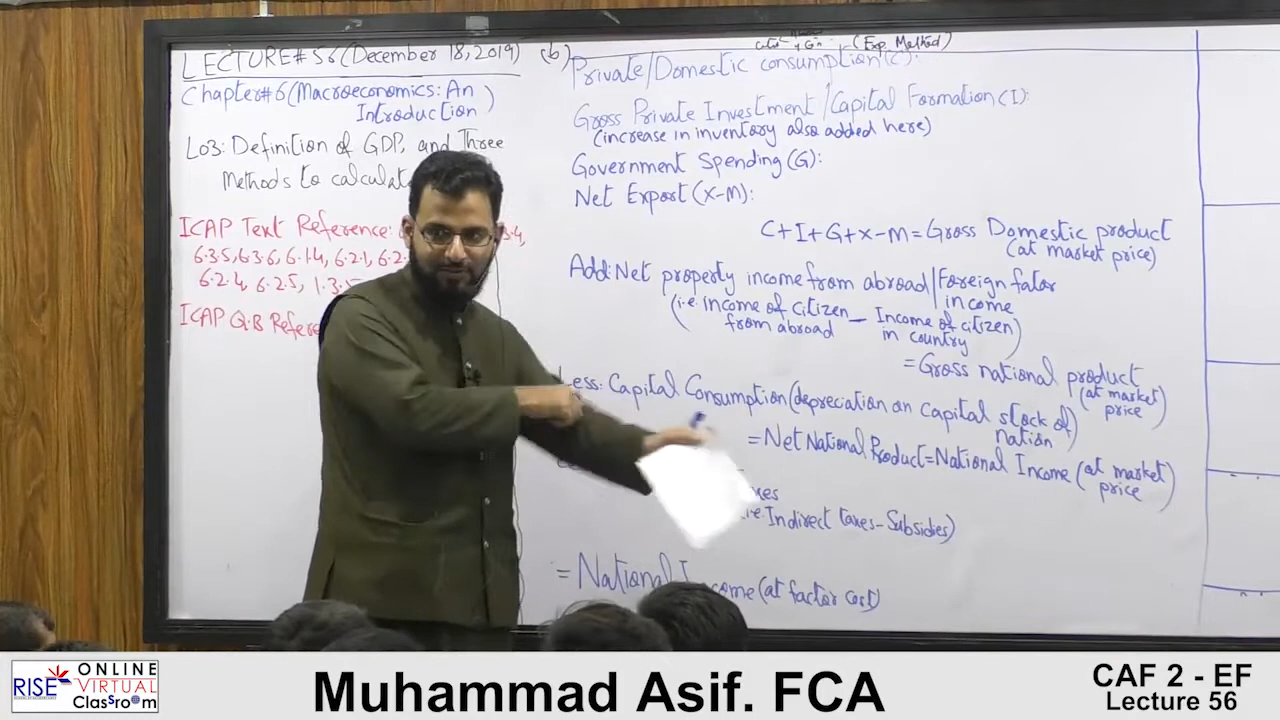 LECTURE#56(December 18,2019)
Chapter#6(Macroeconomics: An
Introduction)
LO3: Definition of GDP, and Three
Methods to calculat
ICAP Text Reference:
3.4,
6.3.5, 6.3.6, 6.1.4, 6.2.1, 6.2.
6.2.4, 6.2.5, 1.3.5
ICAP Q.B Refere
(b)
(Exp. Method)
Private/Domestic consumption(C):
Gross Private Investment/Capital Formation(I):
(increase in inventory also added here)
Government Spending(G):
Net Export(X-M):
C+I+G+X-M=Gross Domestic product
(at market price)
Add: Net property income from abroad/Foreign fator
income
(i.e. income of citizen
from abroad
- Income of citizen
in country)
=Gross national product
(at market
price)
Less: Capital Consumption(depreciation on capital stock of
nation)
=Net National Product=National Income(at market
price)
xes
i.e. Indirect taxes-Subsidies)
=National Income(at factor cost)
RISE
ONLINE
VIRTUAL
Classroom
Muhammad Asif. FCA
CAF 2 - EF
Lecture 56